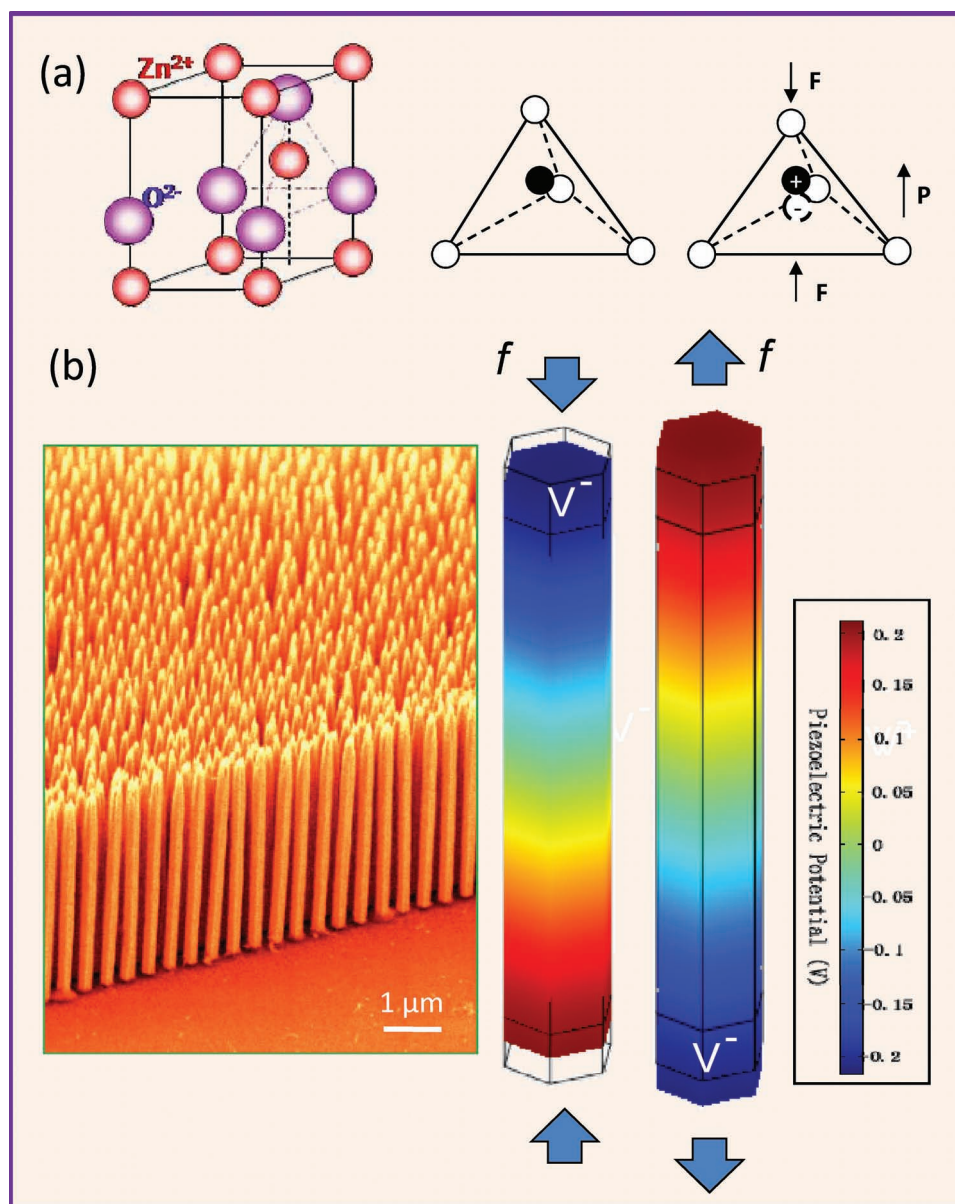 (a)
Zn²⁺
O²⁻
F
+
-
P
F
(b)
f
f
V⁻
V⁻
V⁻
1 μm
Piezoelectric Potential (V)
0.2
0.15
0.1
0.05
0
-0.05
-0.1
-0.15
0.2